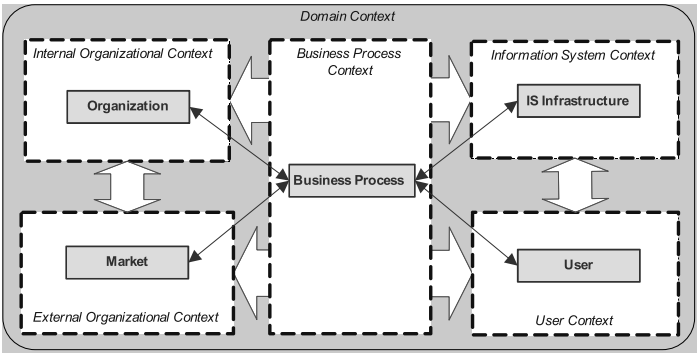 Domain Context
Internal Organizational Context
Business Process
Context
Information System Context
Organization
IS Infrastructure
Business Process
Market
User
External Organizational Context
User Context